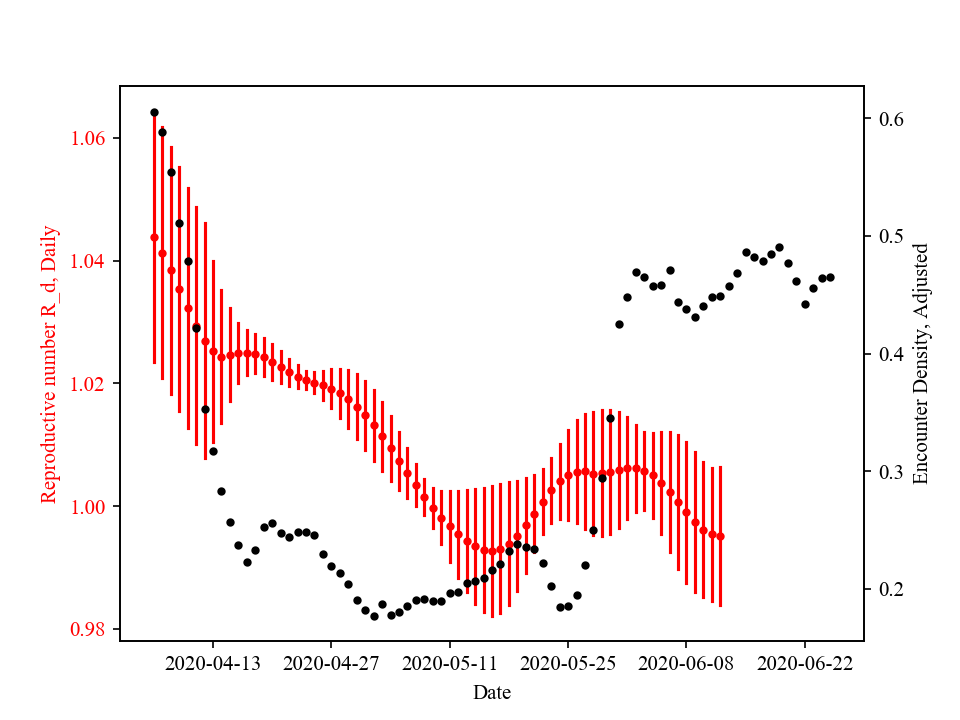 1.06
1.04
1.02
1.00
0.98
Reproductive number R_d, Daily
0.6
0.5
0.4
0.3
0.2
Encounter Density, Adjusted
2020-04-13 2020-04-27 2020-05-11 2020-05-25 2020-06-08 2020-06-22
Date